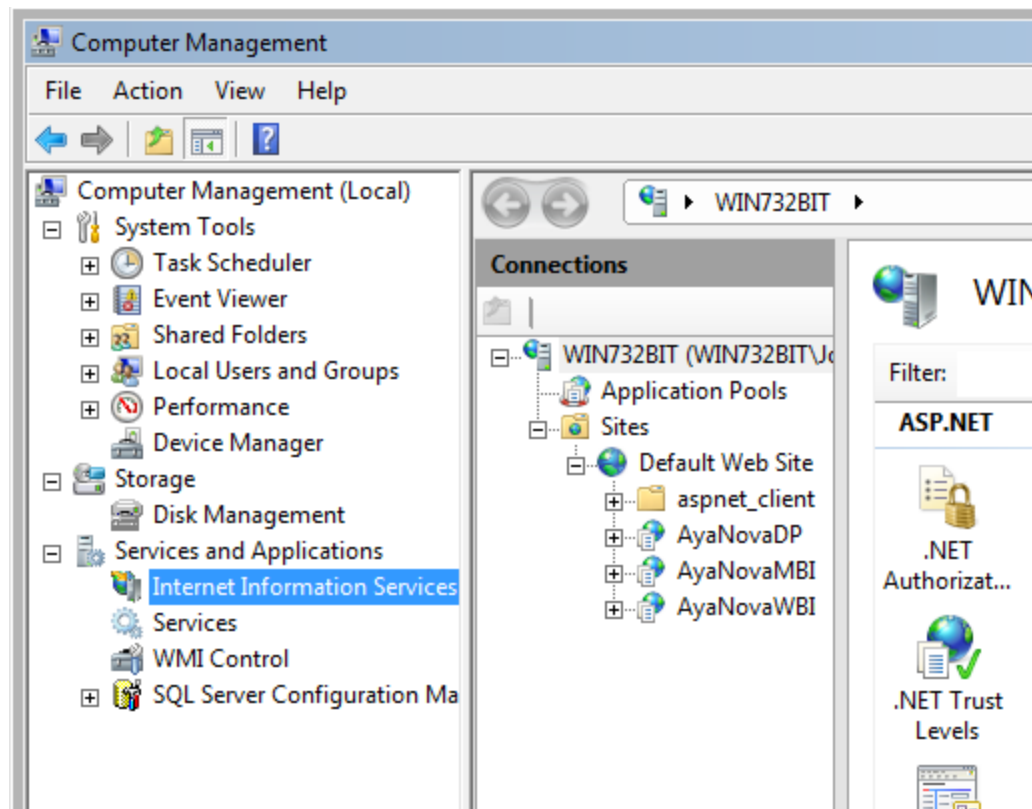 Computer Management
File Action View Help
Computer Management (Local)
System Tools
Task Scheduler
Event Viewer
Shared Folders
Local Users and Groups
Performance
Device Manager
Storage
Disk Management
Services and Applications
Internet Information Services
Services
WMI Control
SQL Server Configuration Ma
WIN732BIT
Connections
WIN732BIT (WIN732BIT\Jo
Application Pools
Sites
Default Web Site
aspnet_client
AyaNovaDP
AyaNovaMBI
AyaNovaWBI
WIN
Filter:
ASP.NET
.NET
Authorizat...
.NET Trust
Levels